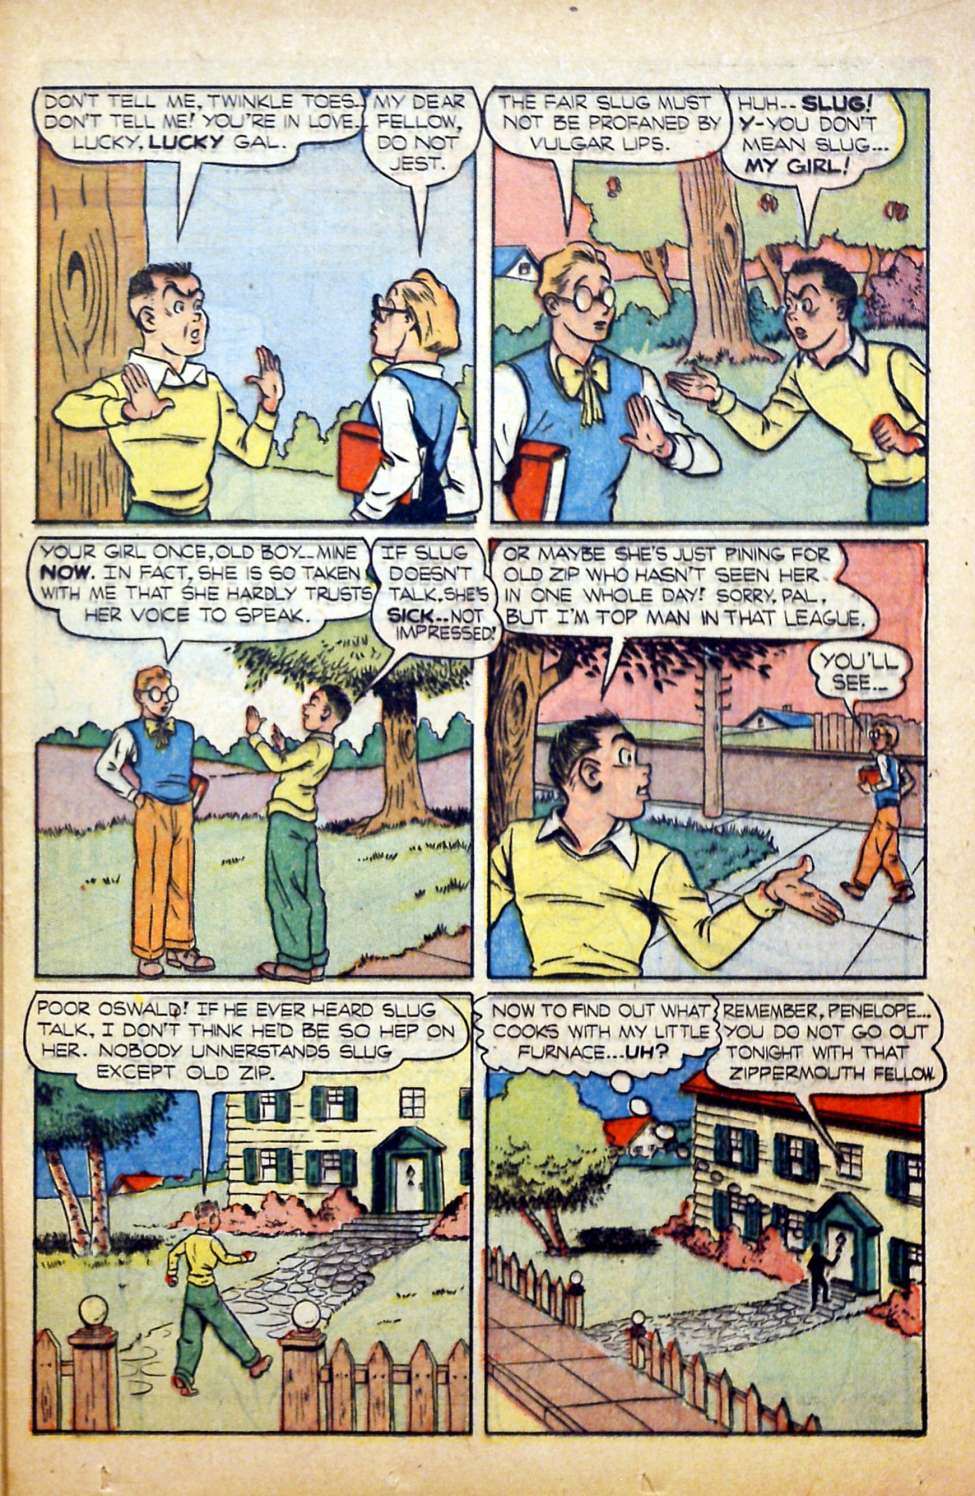 DON'T TELL ME, TWINKLE TOES--
DON'T TELL ME! YOU'RE IN LOVE.
LUCKY, LUCKY GAL.
MY DEAR
FELLOW,
DO NOT
JEST.
THE FAIR SLUG MUST
NOT BE PROFANED BY
VULGAR LIPS.
HUH-- SLUG!
Y-YOU DON'T
MEAN SLUG...
MY GIRL!
YOUR GIRL ONCE, OLD BOY-- MINE
NOW. IN FACT, SHE IS SO TAKEN
WITH ME THAT SHE HARDLY TRUSTS
HER VOICE TO SPEAK.
IF SLUG
DOESN'T
TALK, SHE'S
SICK-- NOT
IMPRESSED!
OR MAYBE SHE'S JUST PINING FOR
OLD ZIP WHO HASN'T SEEN HER
IN ONE WHOLE DAY! SORRY, PAL,
BUT I'M TOP MAN IN THAT LEAGUE.
YOU'LL
SEE--
POOR OSWALD! IF HE EVER HEARD SLUG
TALK, I DON'T THINK HE'D BE SO HEP ON
HER. NOBODY UNNERSTANDS SLUG
EXCEPT OLD ZIP.
NOW TO FIND OUT WHAT
COOKS WITH MY LITTLE
FURNACE...UH?
REMEMBER, PENELOPE...
YOU DO NOT GO OUT
TONIGHT WITH THAT
ZIPPERMOUTH FELLOW.